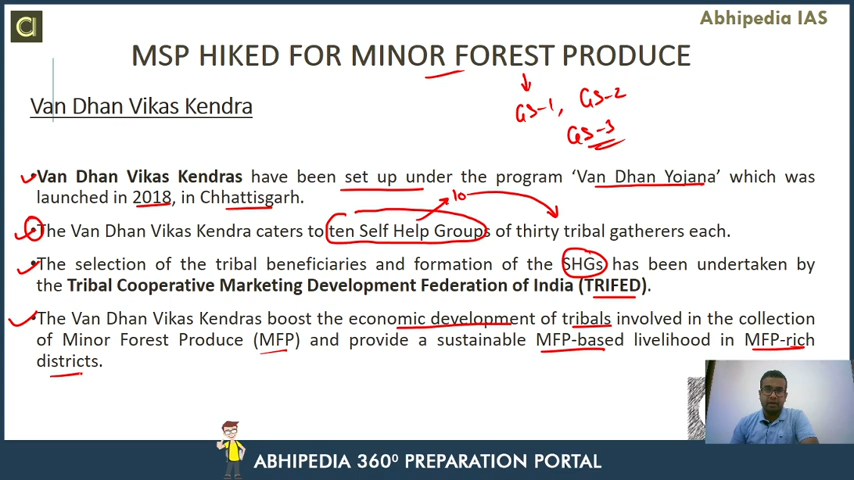 a
Abhipedia IAS
MSP HIKED FOR MINOR FOREST PRODUCE
GS-1, GS-2
GS-3
Van Dhan Vikas Kendra
•Van Dhan Vikas Kendras have been set up under the program ‘Van Dhan Yojana’ which was
launched in 2018, in Chhattisgarh.
10
•The Van Dhan Vikas Kendra caters to ten Self Help Groups of thirty tribal gatherers each.
•The selection of the tribal beneficiaries and formation of the SHGs has been undertaken by
the Tribal Cooperative Marketing Development Federation of India (TRIFED).
•The Van Dhan Vikas Kendras boost the economic development of tribals involved in the collection
of Minor Forest Produce (MFP) and provide a sustainable MFP-based livelihood in MFP-rich
districts.
ABHIPEDIA 360⁰ PREPARATION PORTAL